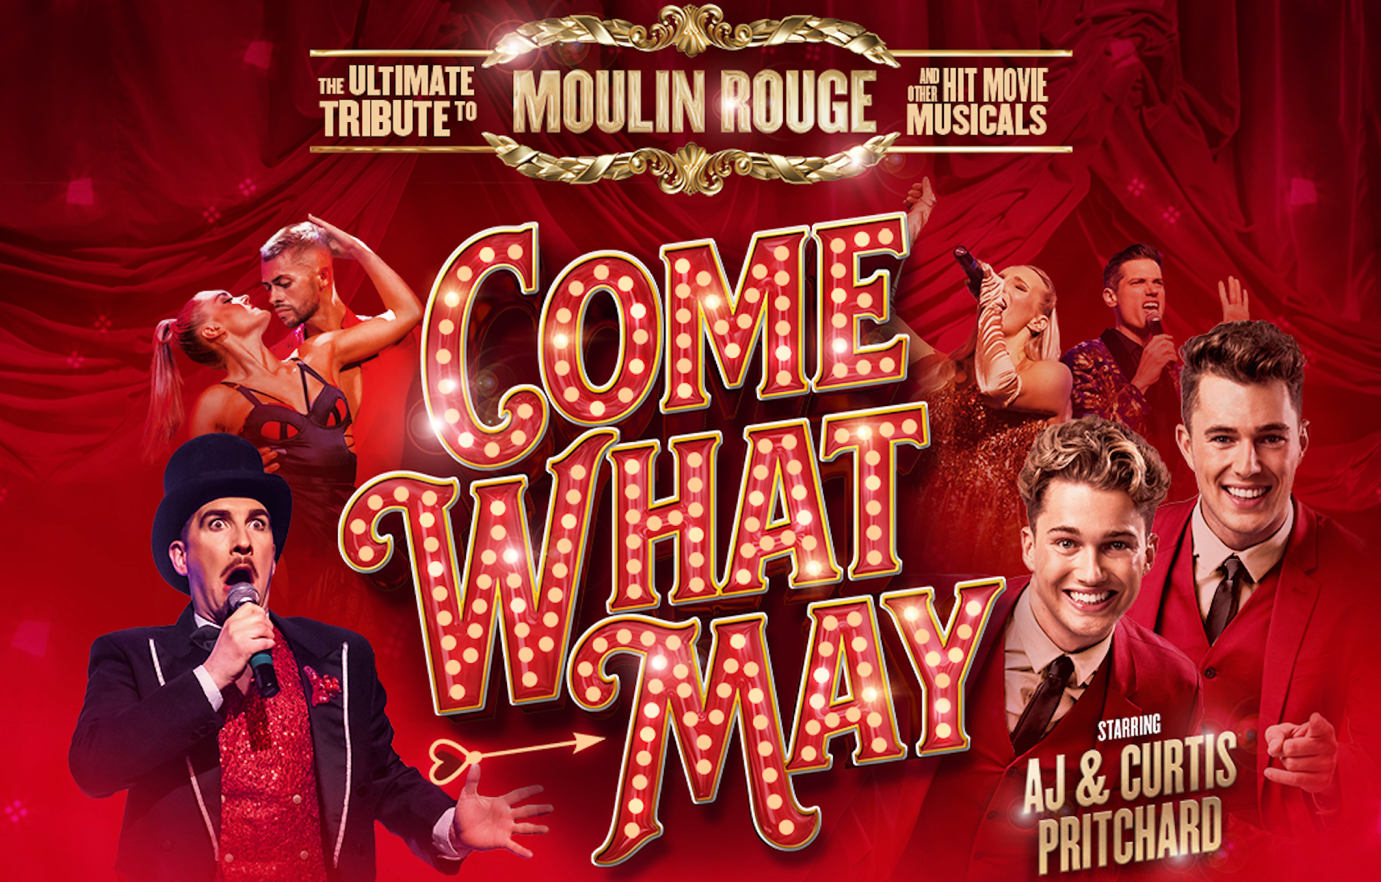 THE ULTIMATE
TRIBUTE TO
MOULIN ROUGE
AND OTHER HIT MOVIE
MUSICALS
COME
WHAT
MAY
STARRING
AJ & CURTIS
PRITCHARD